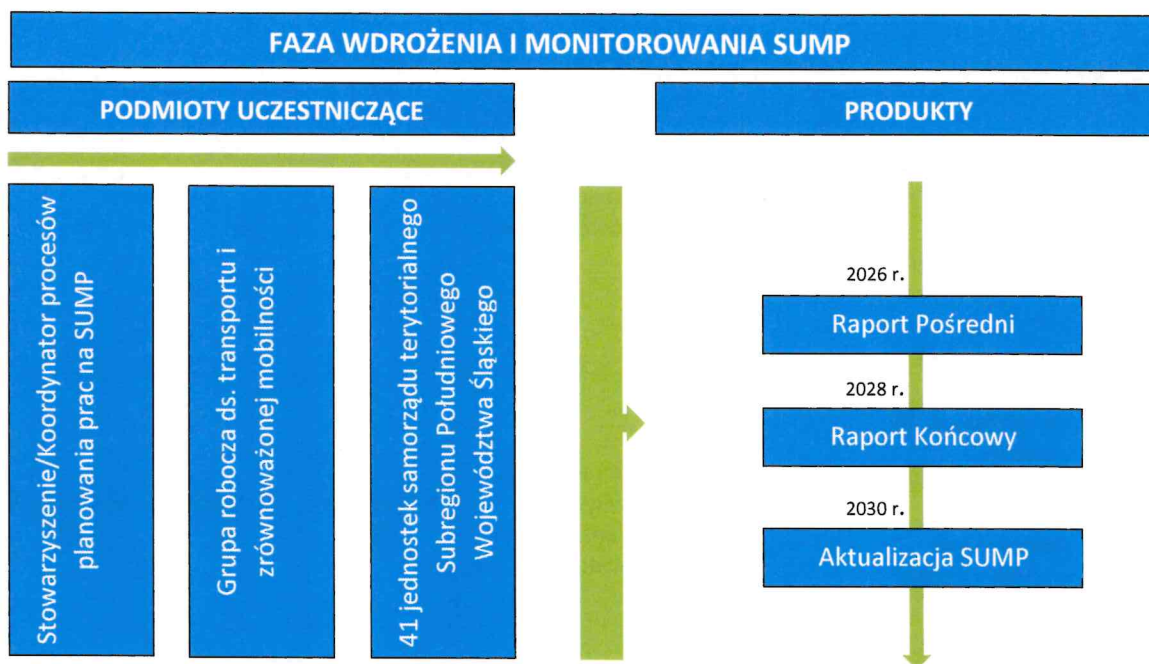 FAZA WDROŻENIA I MONITOROWANIA SUMP
PODMIOTY UCZESTNICZĄCE
PRODUKTY
Stowarzyszenie/Koordynator procesów
planowania prac na SUMP
Grupa robocza ds. transportu i
zrównoważonej mobilności
41 jednostek samorządu terytorialnego
Subregionu Południowego
Województwa Śląskiego
2026 r.
Raport Pośredni
2028 r.
Raport Końcowy
2030 r.
Aktualizacja SUMP